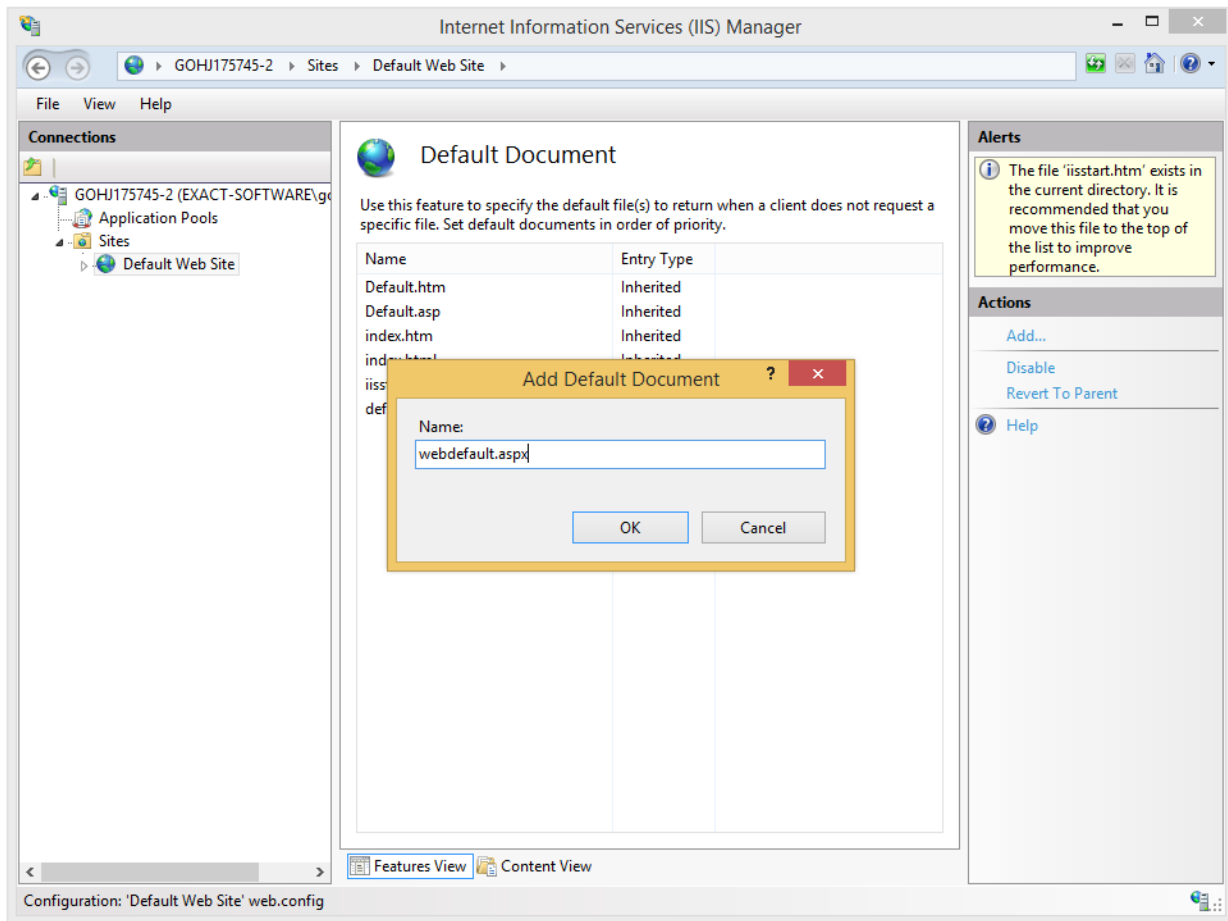 Internet Information Services (IIS) Manager
GOHJ175745-2 Sites Default Web Site
File View Help
Connections
GOHJ175745-2 (EXACT-SOFTWARE\
Application Pools
Sites
Default Web Site
Default Document
Use this feature to specify the default file(s) to return when a client does not request a
specific file. Set default documents in order of priority.
Name Entry Type
Default.htm Inherited
Default.asp Inherited
index.htm Inherited
Add Default Document ?
Name:
webdefault.aspx
OK Cancel
Features View Content View
Alerts
The file 'iisstart.htm' exists in
the current directory. It is
recommended that you
move this file to the top of
the list to improve
performance.
Actions
Add...
Disable
Revert To Parent
Help
Configuration: 'Default Web Site' web.config